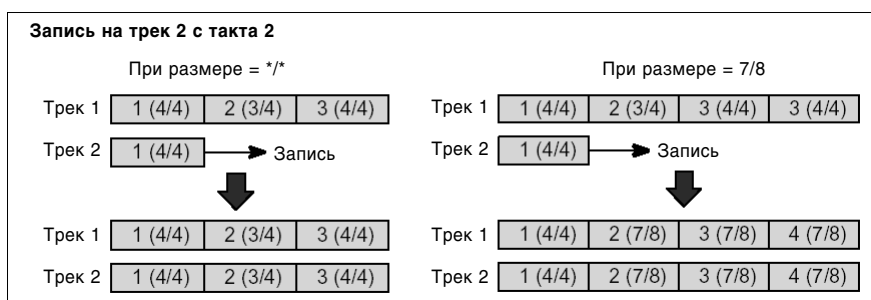 Запись на трек 2 с такта 2
При размере = */*
Трек 1 1 (4/4) 2 (3/4) 3 (4/4)
Трек 2 1 (4/4) Запись
Трек 1 1 (4/4) 2 (3/4) 3 (4/4)
Трек 2 1 (4/4) 2 (3/4) 3 (4/4)
При размере = 7/8
Трек 1 1 (4/4) 2 (3/4) 3 (4/4) 3 (4/4)
Трек 2 1 (4/4) Запись
Трек 1 1 (4/4) 2 (7/8) 3 (7/8) 4 (7/8)
Трек 2 1 (4/4) 2 (7/8) 3 (7/8) 4 (7/8)